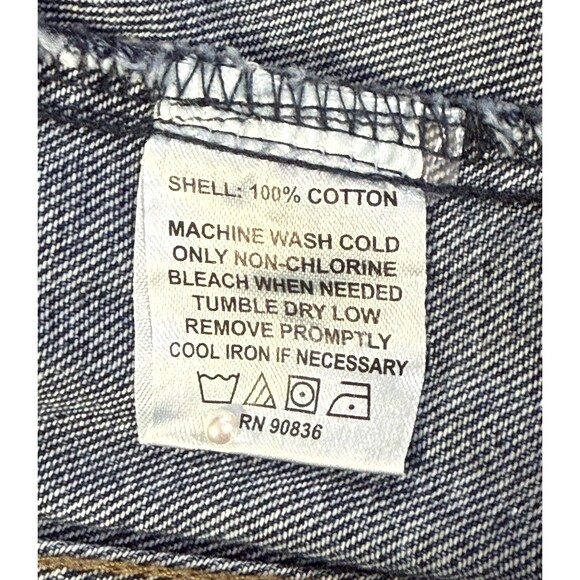 SHELL: 100% COTTON
MACHINE WASH COLD
ONLY NON-CHLORINE
BLEACH WHEN NEEDED
TUMBLE DRY LOW
REMOVE PROMPTLY
COOL IRON IF NECESSARY
RN 90836